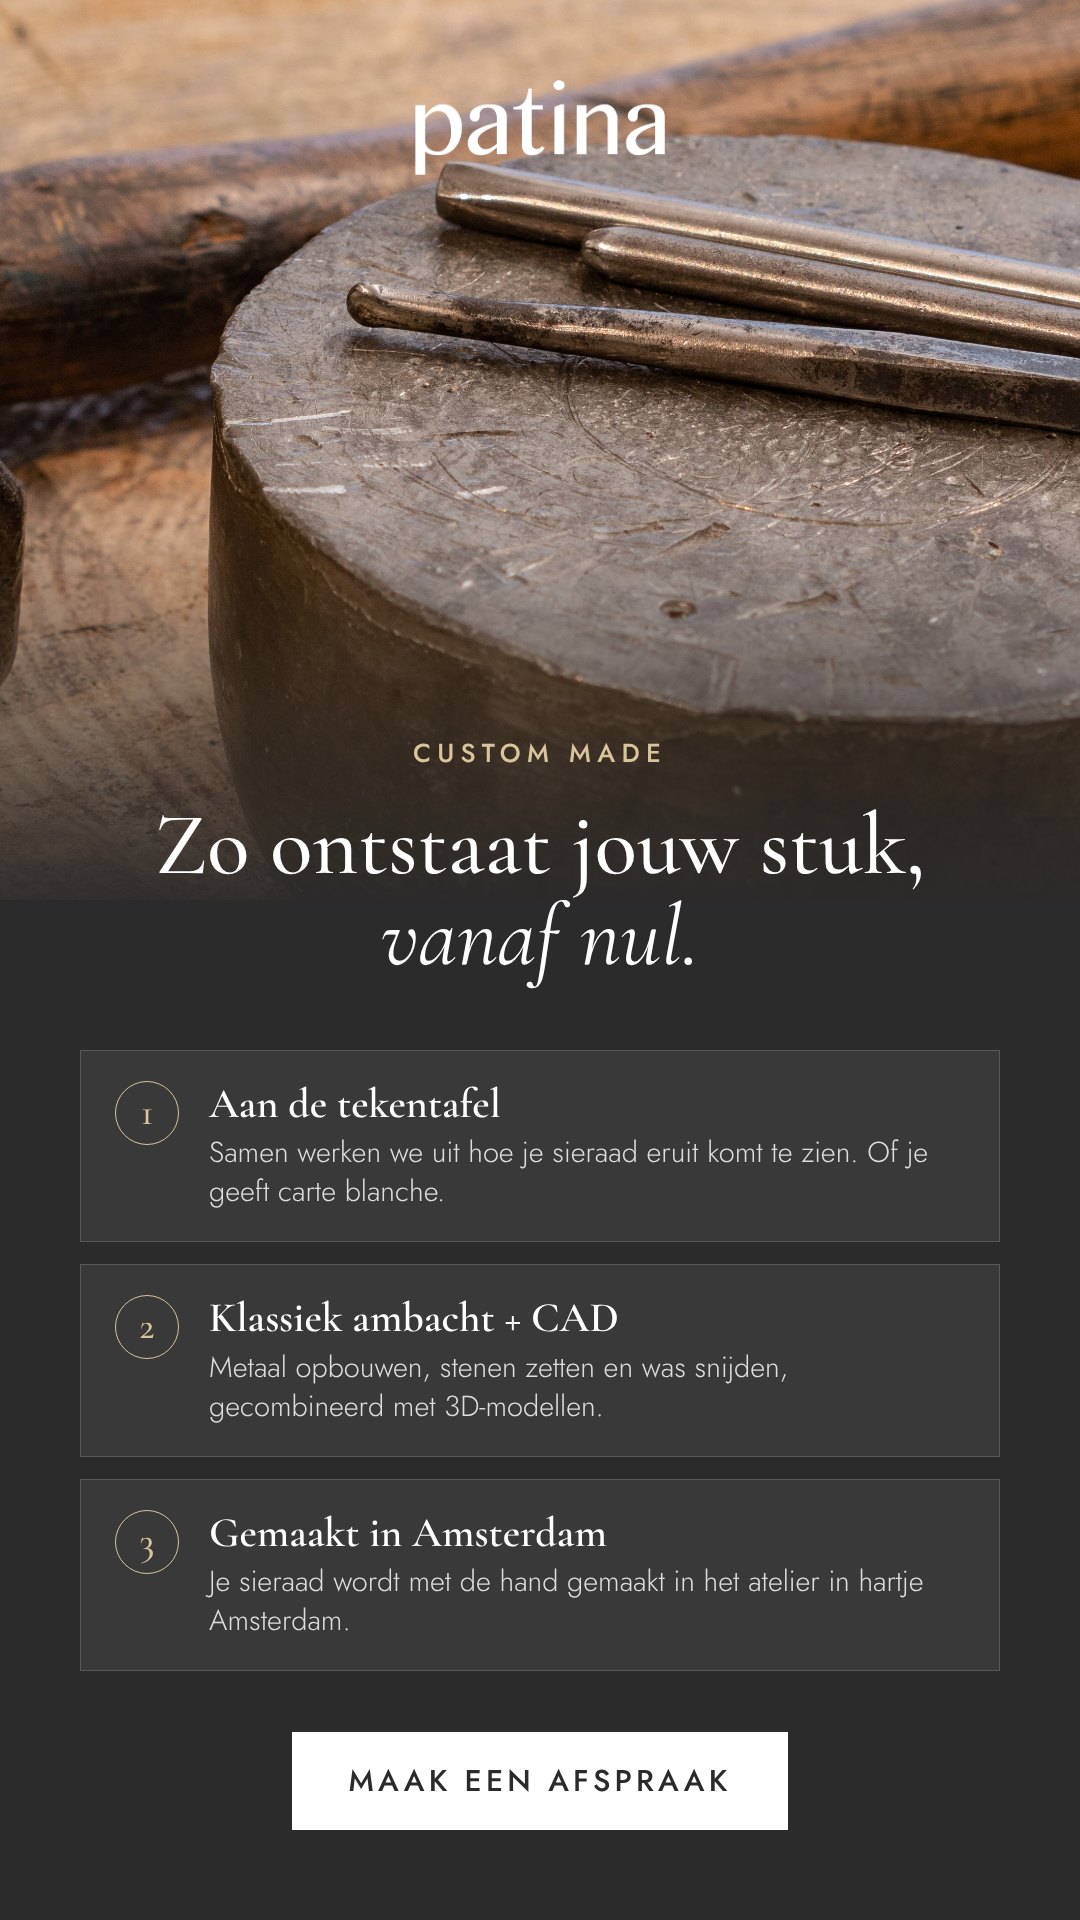 patina
CUSTOM MADE
Zo ontstaat jouw stuk,
vanaf nul.
1
Aan de tekentafel
Samen werken we uit hoe je sieraad eruit komt te zien. Of je
geeft carte blanche.
2
Klassiek ambacht + CAD
Metaal opbouwen, stenen zetten en was snijden,
gecombineerd met 3D-modellen.
3
Gemaakt in Amsterdam
Je sieraad wordt met de hand gemaakt in het atelier in hartje
Amsterdam.
MAAK EEN AFSPRAAK